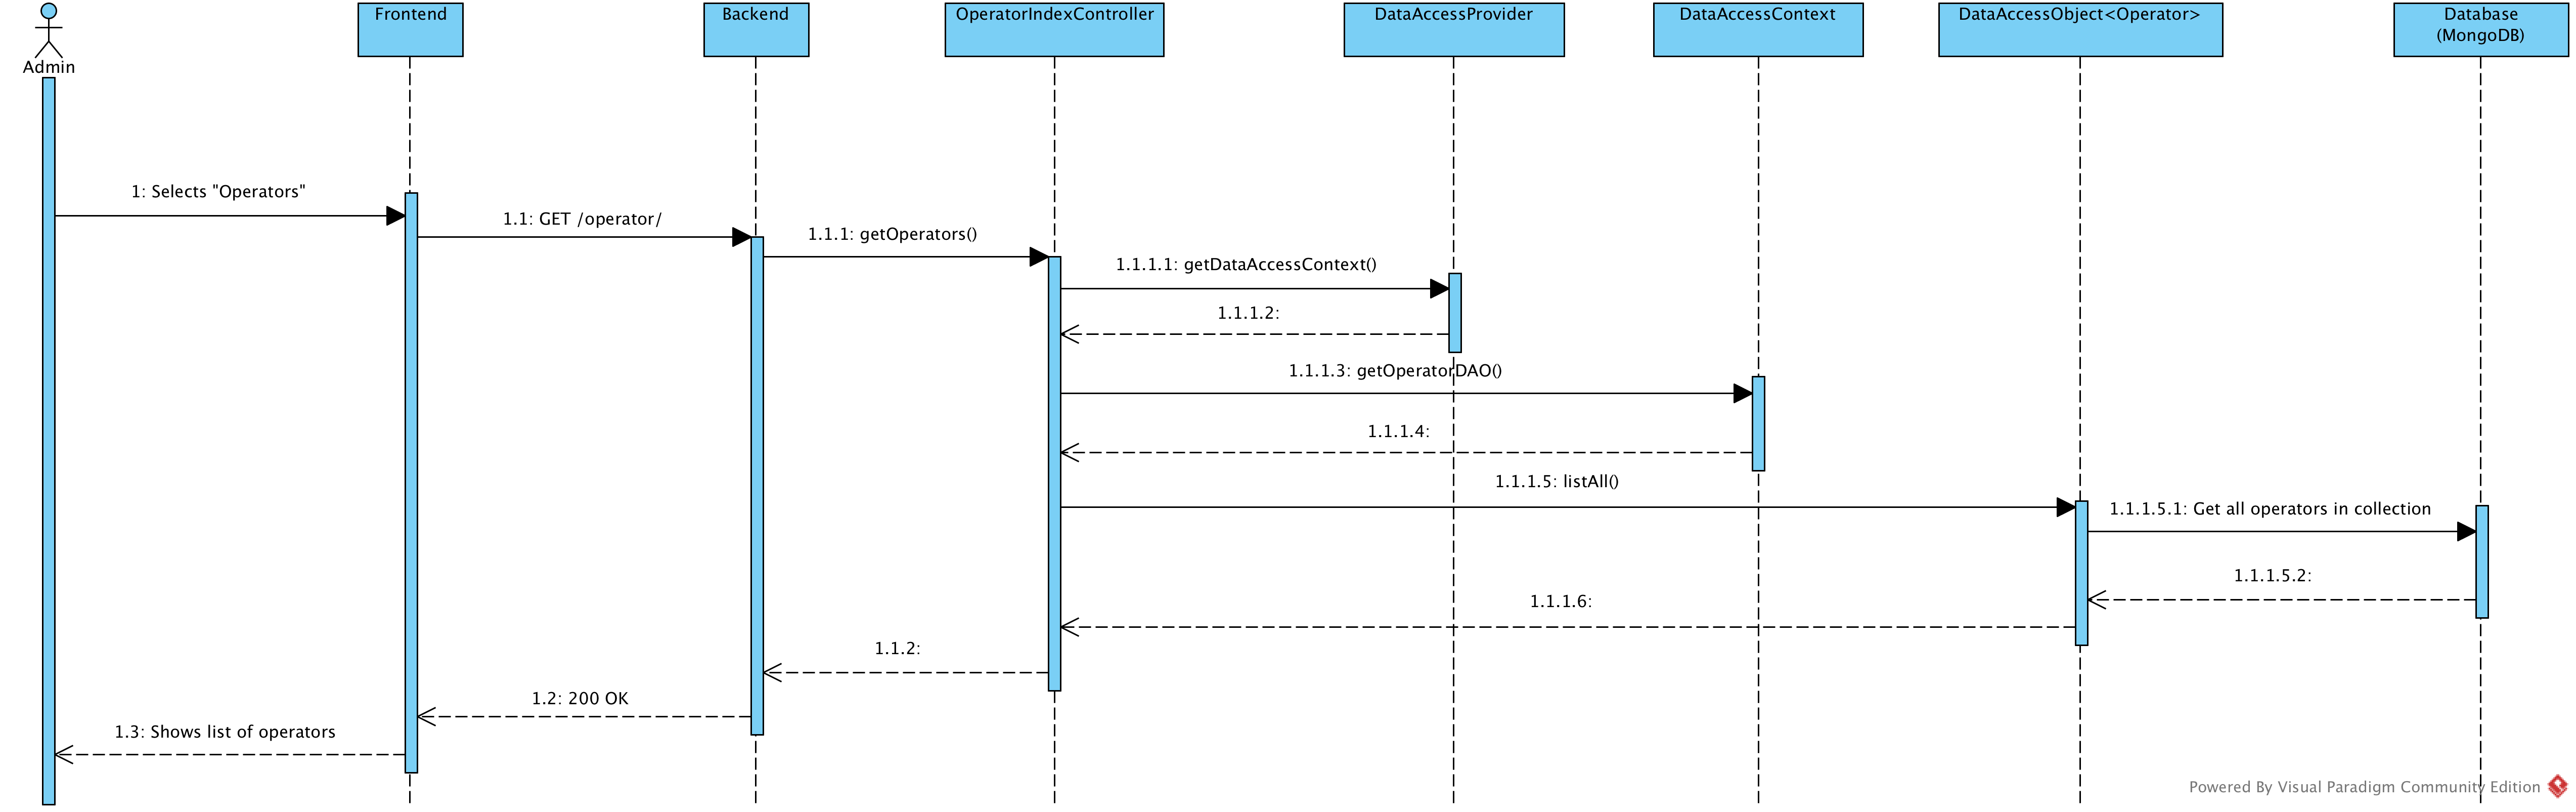 Frontend
Backend
OperatorIndexController
DataAccessProvider
DataAccessContext
DataAccessObject<Operator>
Database
(MongoDB)
Admin
1: Selects "Operators"
1.1: GET /operator/
1.1.1: getOperators()
1.1.1.1: getDataAccessContext()
1.1.1.2:
1.1.1.3: getOperatorDAO()
1.1.1.4:
1.1.1.5: listAll()
1.1.1.5.1: Get all operators in collection
1.1.1.5.2:
1.1.1.6:
1.1.2:
1.2: 200 OK
1.3: Shows list of operators
Powered By Visual Paradigm Community Edition